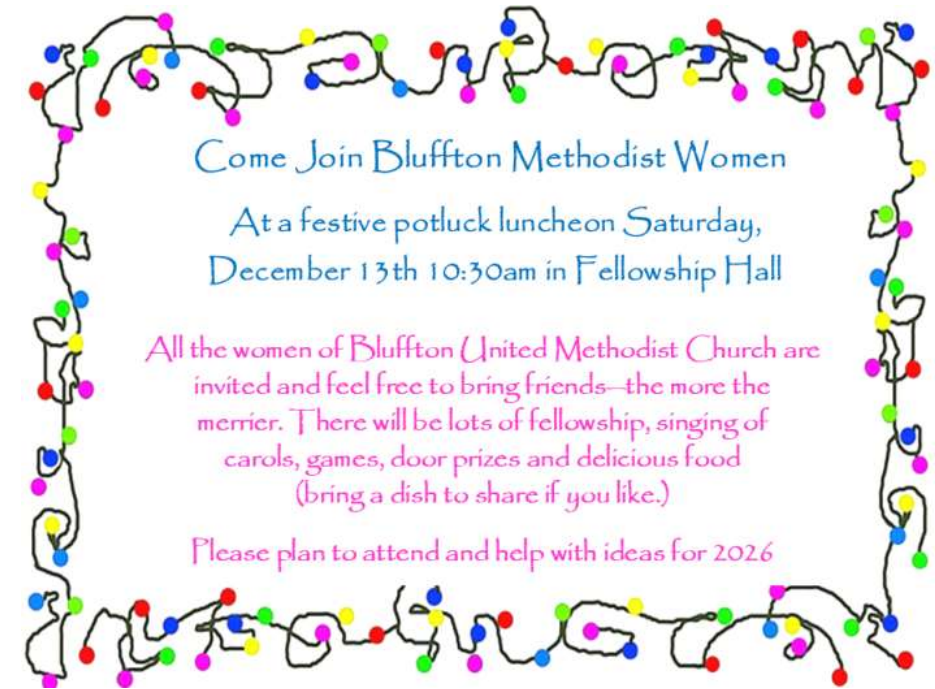 Come Join Bluffton Methodist Women
At a festive potluck luncheon Saturday,
December 13th 10:30am in Fellowship Hall
All the women of Bluffton United Methodist Church are
invited and feel free to bring friends—the more the
merrier. There will be lots of fellowship, singing of
carols, games, door prizes and delicious food
(bring a dish to share if you like.)
Please plan to attend and help with ideas for 2026